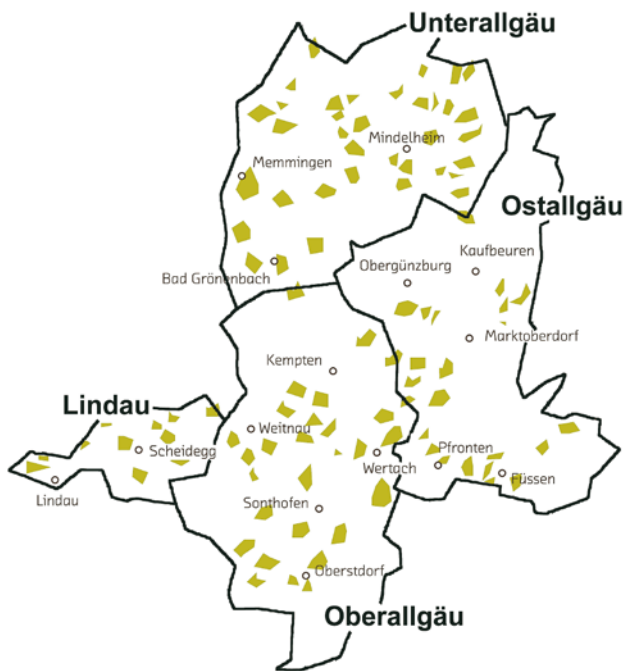 Unterallgäu
Mindelheim
Memmingen
Ostallgäu
Kaufbeuren
Bad Grönenbach
Obergünzburg
Marktoberdorf
Kempten
Lindau
Weitnau
Scheidegg
Pfronten
Wertach
Füssen
Lindau
Sonthofen
Oberstdorf
Oberallgäu